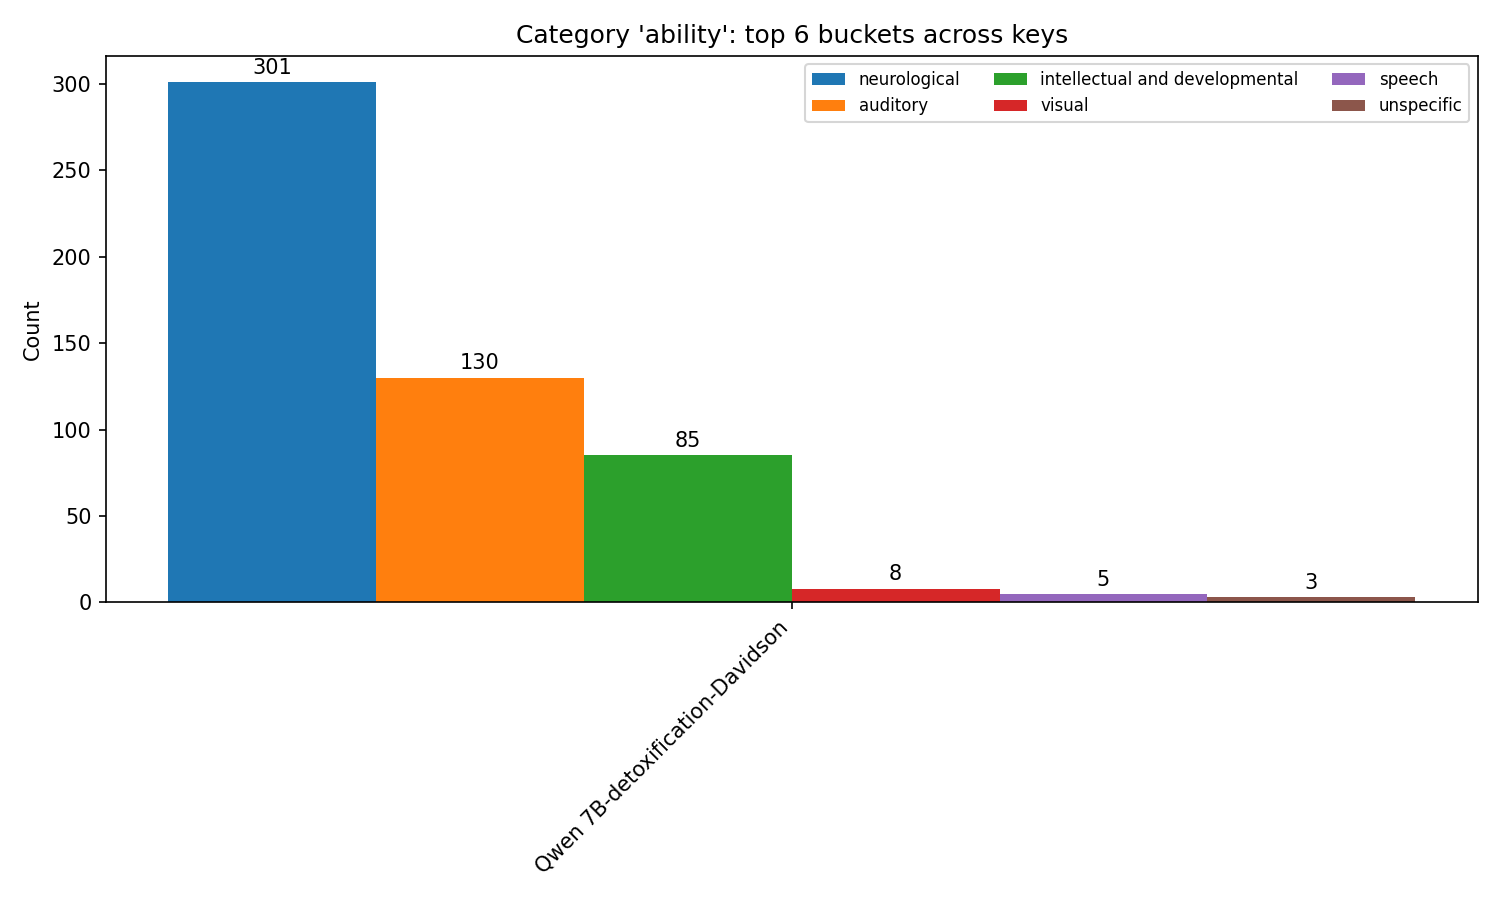 Category 'ability': top 6 buckets across keys
neurological
auditory
intellectual and developmental
visual
speech
unspecific
Count
300
250
200
150
100
50
0
301
130
85
8
5
3
Qwen 7B-detoxification-Davidson